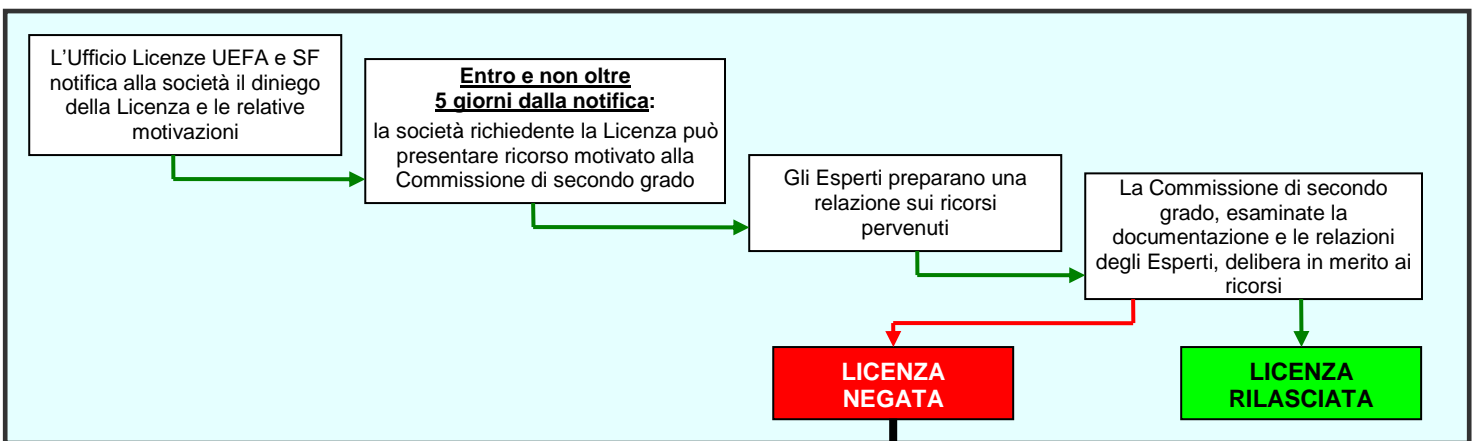 L'Ufficio Licenze UEFA e SF
notifica alla società il diniego
della Licenza e le relative
motivazioni
Entro e non oltre
5 giorni dalla notifica:
la società richiedente la Licenza può
presentare ricorso motivato alla
Commissione di secondo grado
Gli Esperti preparano una
relazione sui ricorsi
pervenuti
La Commissione di secondo
grado, esaminate la
documentazione e le relazioni
degli Esperti, delibera in merito ai
ricorsi
LICENZA
NEGATA
LICENZA
RILASCIATA